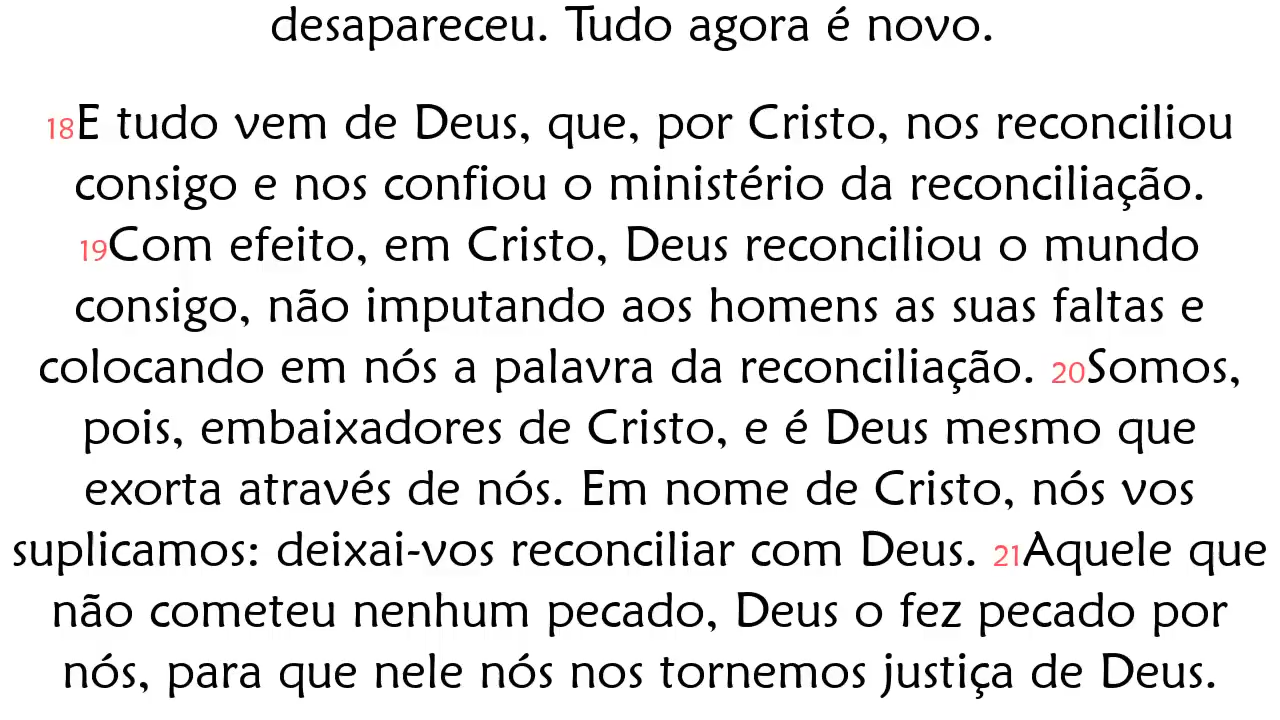 desapareceu. Tudo agora é novo.
18E tudo vem de Deus, que, por Cristo, nos reconciliou
consigo e nos confiou o ministério da reconciliação.
19Com efeito, em Cristo, Deus reconciliou o mundo
consigo, não imputando aos homens as suas faltas e
colocando em nós a palavra da reconciliação. 20Somos,
pois, embaixadores de Cristo, e é Deus mesmo que
exorta através de nós. Em nome de Cristo, nós vos
suplicamos: deixai-vos reconciliar com Deus. 21Aquele que
não cometeu nenhum pecado, Deus o fez pecado por
nós, para que nele nós nos tornemos justiça de Deus.